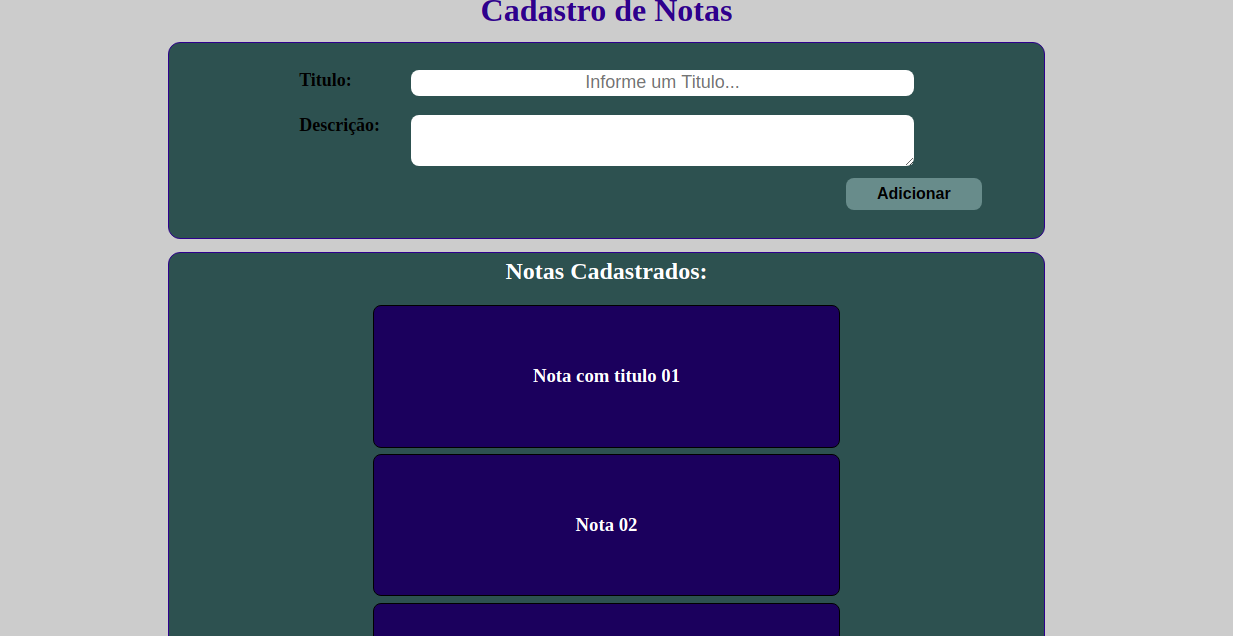 Cadastro de Notas
Titulo:
Informe um Titulo...
Descrição:
Adicionar
Notas Cadastrados:
Nota com titulo 01
Nota 02